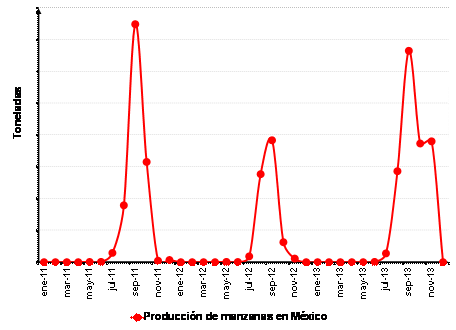 Toneladas
ene-11
mar-11
may-11
jul-11
sep-11
nov-11
ene-12
mar-12
may-12
jul-12
sep-12
nov-12
ene-13
mar-13
may-13
jul-13
sep-13
nov-13
Producción de manzanas en México